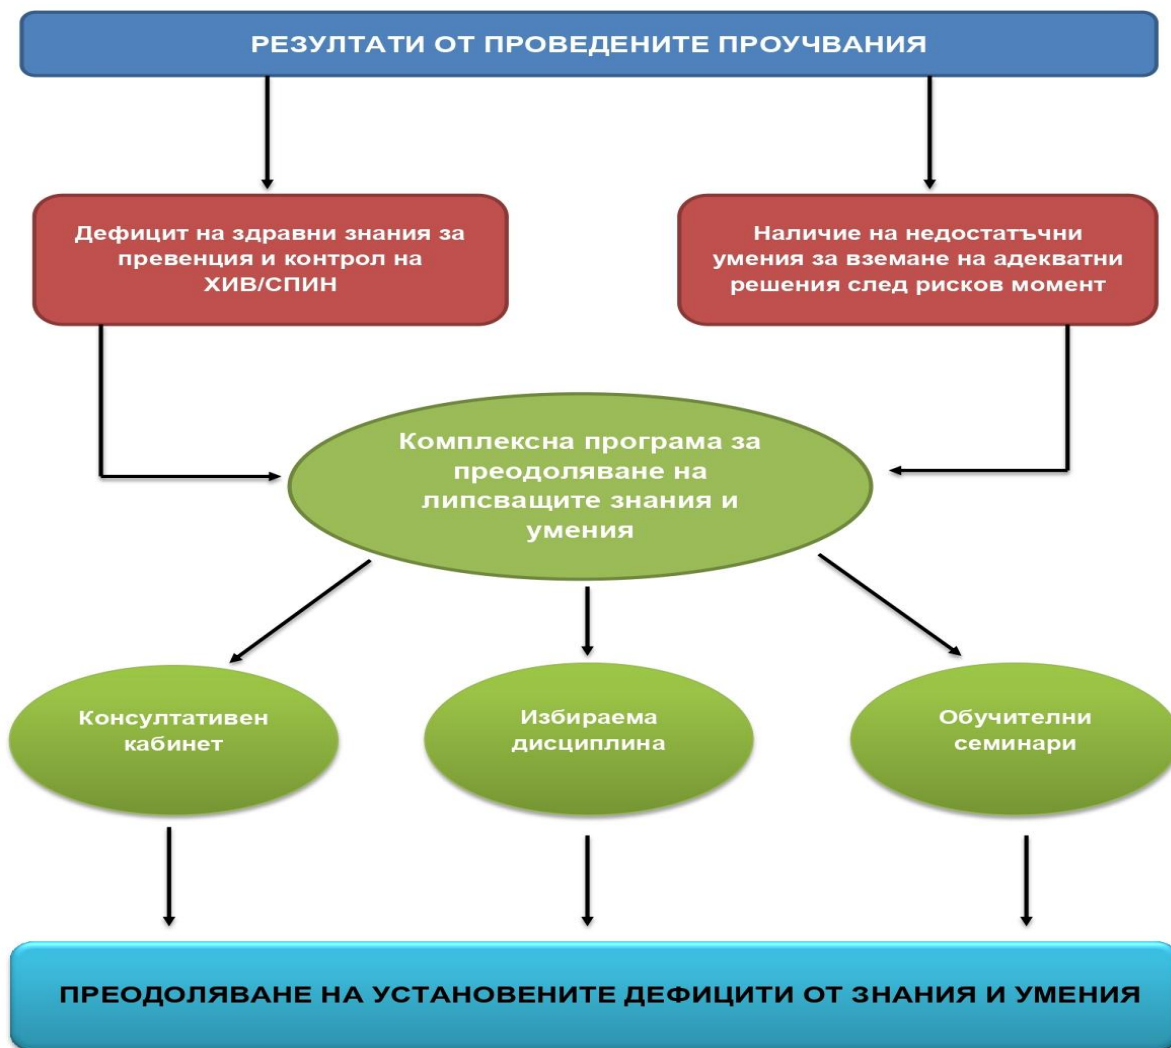 РЕЗУЛТАТИ ОТ ПРОВЕДЕНИТЕ ПРОУЧВАНИЯ
Дефицит на здравни знания за
превенция и контрол на
ХИВ/СПИН
Наличие на недостатъчни
умения за вземане на адекватни
решения след рисков момент
Комплексна програма за
преодоляване на
липсващите знания и
умения
Консултативен
кабинет
Избираема
дисциплина
Обучителни
семинари
ПРЕОДОЛЯВАНЕ НА УСТАНОВЕНИТЕ ДЕФИЦИТИ ОТ ЗНАНИЯ И УМЕНИЯ